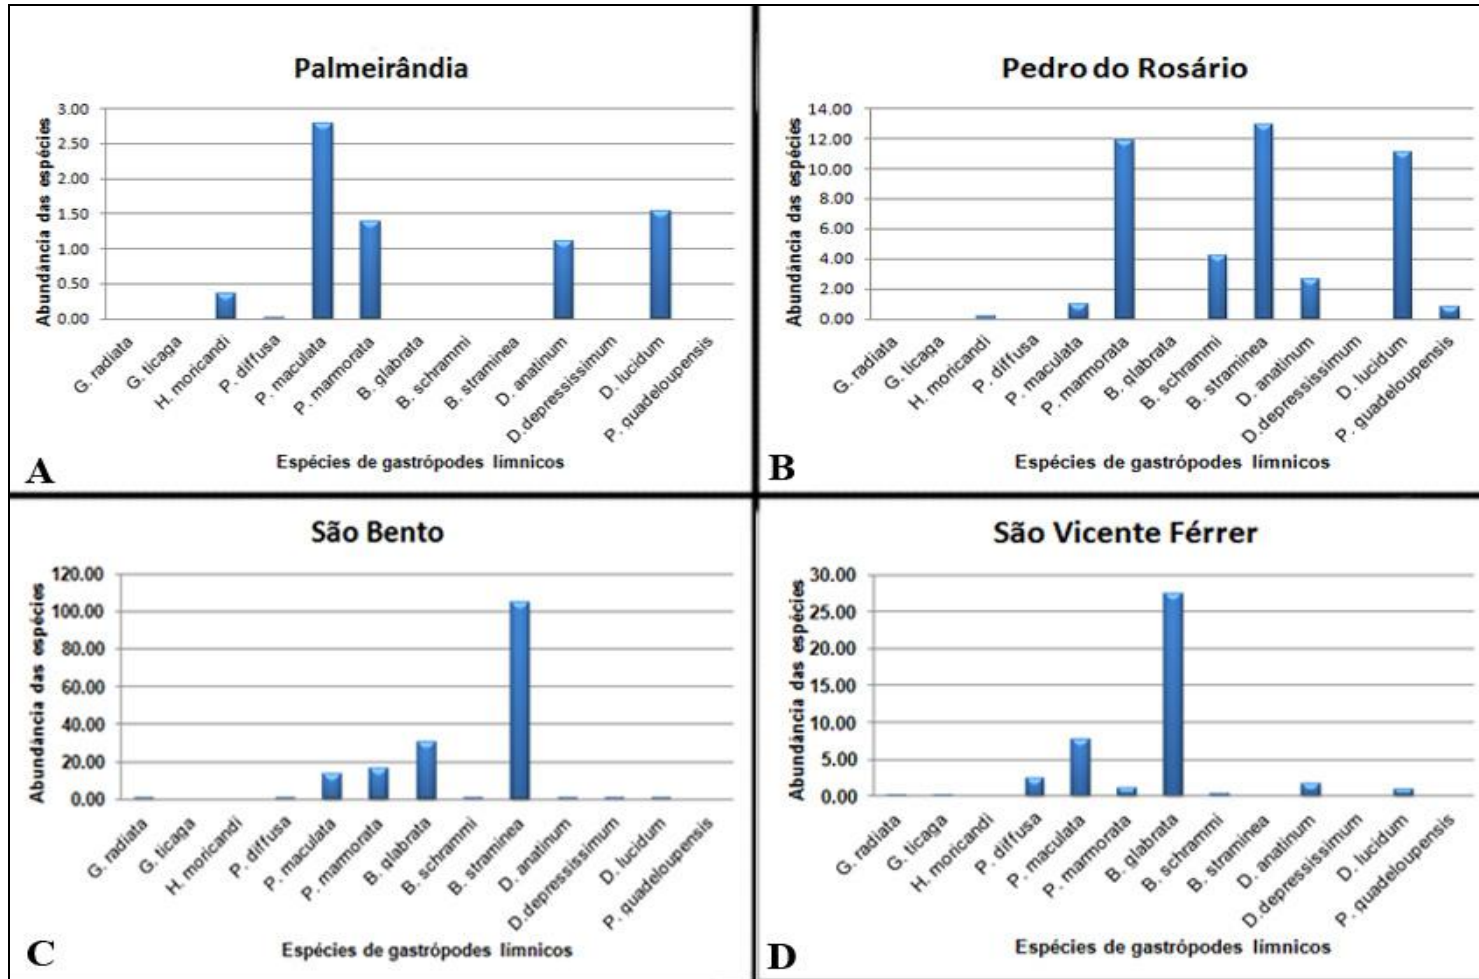 Palmeirândia
Abundância das espécies
3.00
2.50
2.00
1.50
1.00
0.50
0.00
G. radiata
G. ticaga
H. moricandi
P. diffusa
P. maculata
P. marmorata
B. glabrata
B. schrammi
B. straminea
D. anatinum
D.depressissimum
D. lucidum
P. guadeloupensis
Espécies de gastrópodes límnicos
A
Pedro do Rosário
Abundância das espécies
14.00
12.00
10.00
8.00
6.00
4.00
2.00
0.00
G. radiata
G. ticaga
H. moricandi
P. diffusa
P. maculata
P. marmorata
B. glabrata
B. schrammi
B. straminea
D. anatinum
D.depressissimum
D. lucidum
P. guadeloupensis
Espécies de gastrópodes límnicos
B
São Bento
Abundância das espécies
120.00
100.00
80.00
60.00
40.00
20.00
0.00
G. radiata
G. ticaga
H. moricandi
P. diffusa
P. maculata
P. marmorata
B. glabrata
B. schrammi
B. straminea
D. anatinum
D.depressissimum
D. lucidum
P. guadeloupensis
Espécies de gastrópodes límnicos
C
São Vicente Férrer
Abundância das espécies
30.00
25.00
20.00
15.00
10.00
5.00
0.00
G. radiata
G. ticaga
H. moricandi
P. diffusa
P. maculata
P. marmorata
B. glabrata
B. schrammi
B. straminea
D. anatinum
D.depressissimum
D. lucidum
P. guadeloupensis
Espécies de gastrópodes límnicos
D